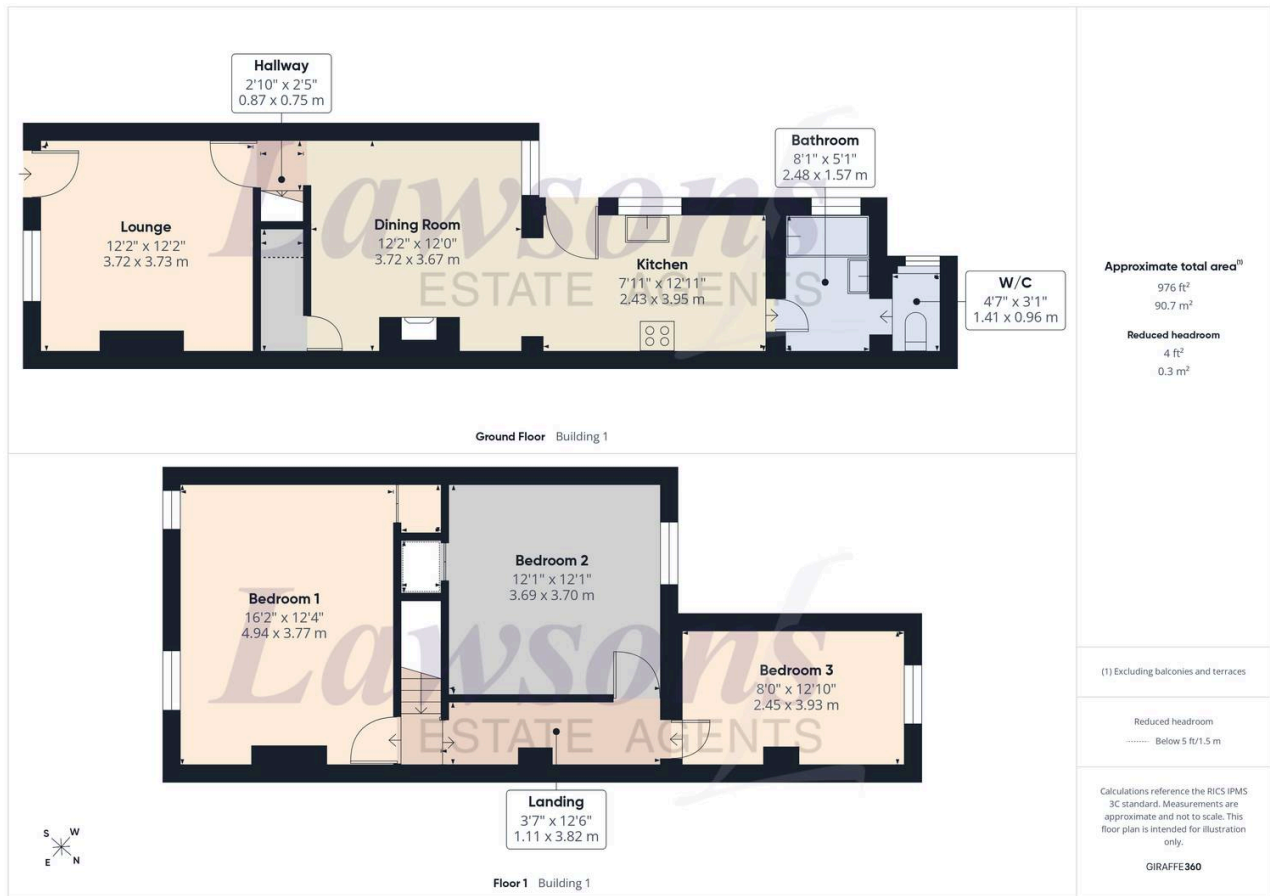 Hallway
2'10" x 2'5"
0.87 x 0.75 m
Bathroom
8'1" x 5'1"
2.48 x 1.57 m
Lounge
12'2" x 12'2"
3.72 x 3.73 m
Dining Room
12'2" x 12'0"
3.72 x 3.67 m
Kitchen
7'11" x 12'11"
2.43 x 3.95 m
W/C
4'7" x 3'1"
1.41 x 0.96 m
Lawsons
ESTATE AGENTS
Ground Floor Building 1
Bedroom 1
16'2" x 12'4"
4.94 x 3.77 m
Bedroom 2
12'1" x 12'1"
3.69 x 3.70 m
Bedroom 3
8'0" x 12'10"
2.45 x 3.93 m
Lawsons
ESTATE AGENTS
Landing
3'7" x 12'6"
1.11 x 3.82 m
S W
E N
Floor 1 Building 1
Approximate total area(1)
976 ft²
90.7 m²
Reduced headroom
4 ft²
0.3 m²
(1) Excluding balconies and terraces
Reduced headroom
Below 5 ft/1.5 m
Calculations reference the RICS IPMS
3C standard. Measurements are
approximate and not to scale. This
floor plan is intended for illustration
only.
GIRAFFE360